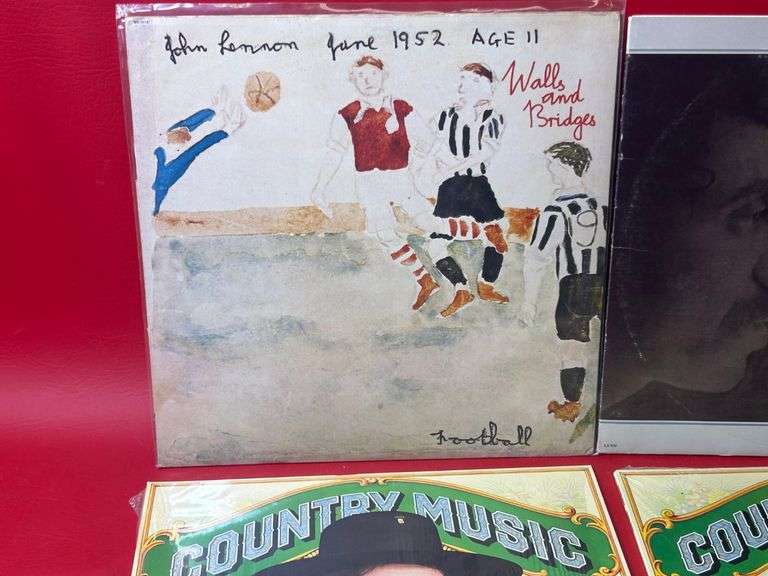 John Lennon June 1952 AGE 11
Walls
and
Bridges
Football
COUNTRY MUSIC
COU